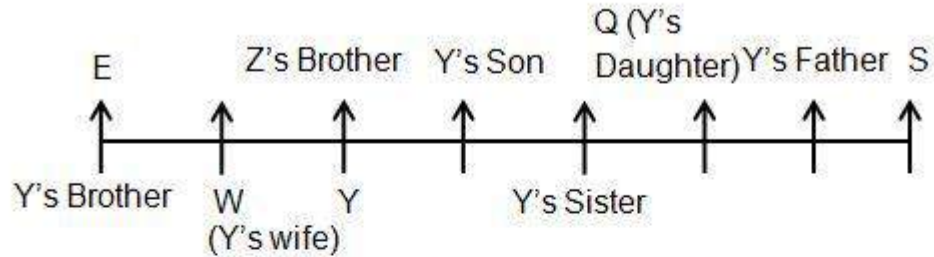 Q (Y's
E Z's Brother Y's Son Daughter) Y's Father S
Y's Brother W Y Y's Sister
(Y's wife)